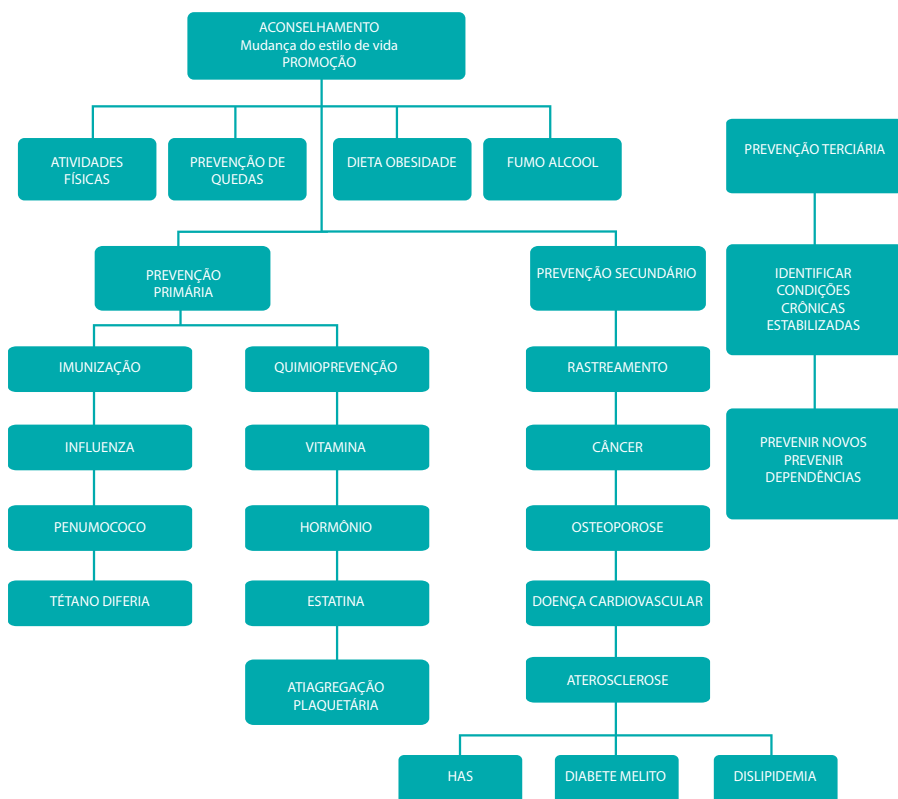 ACONSELHAMENTO
Mudança do estilo de vida
PROMOÇÃO
ATIVIDADES
FÍSICAS
PREVENÇÃO DE
QUEDAS
DIETA OBESIDADE
FUMO ALCOOL
PREVENÇÃO
PRIMÁRIA
IMUNIZAÇÃO
INFLUENZA
PENUMOCOCO
TÉTANO DIFERIA
QUIMIOPREVENÇÃO
VITAMINA
HORMÔNIO
ESTATINA
ATIAGREGAÇÃO
PLAQUETÁRIA
PREVENÇÃO SECUNDÁRIO
RASTREAMENTO
CÂNCER
OSTEOPOROSE
DOENÇA CARDIOVASCULAR
ATEROSCLEROSE
HAS
DIABETE MELITO
DISLIPIDEMIA
PREVENÇÃO TERCIÁRIA
IDENTIFICAR
CONDIÇÕES
CRÔNICAS
ESTABILIZADAS
PREVENIR NOVOS
PREVENIR
DEPENDÊNCIAS